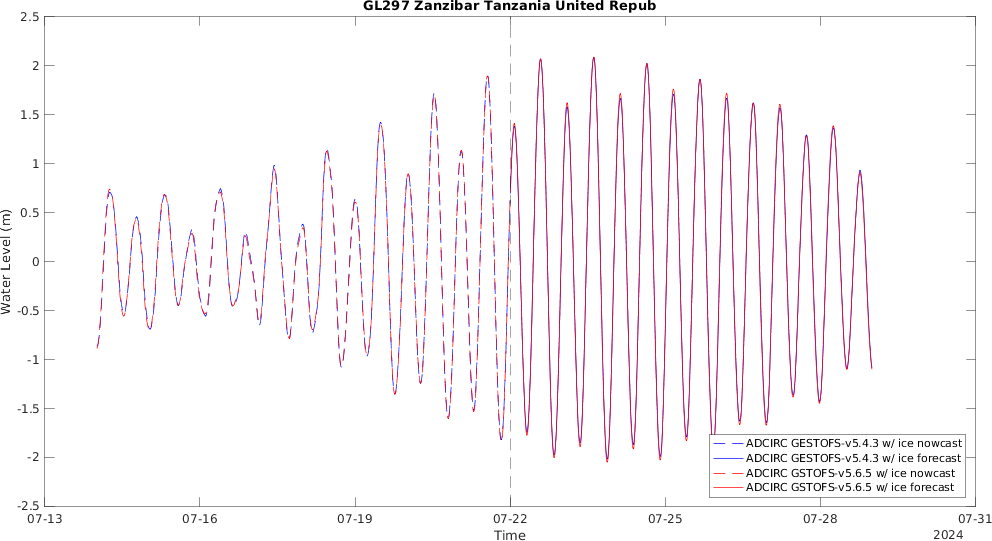 GL297 Zanzibar Tanzania United Repub
2.5
2
1.5
1
0.5
0
-0.5
-1
-1.5
-2
-2.5
Water Level (m)
ADCIRC GESTOFS-v5.4.3 w/ ice nowcast
ADCIRC GESTOFS-v5.4.3 w/ ice forecast
ADCIRC GSTOFS-v5.6.5 w/ ice nowcast
ADCIRC GSTOFS-v5.6.5 w/ ice forecast
07-13 07-16 07-19 07-22 07-25 07-28 07-31
Time
2024